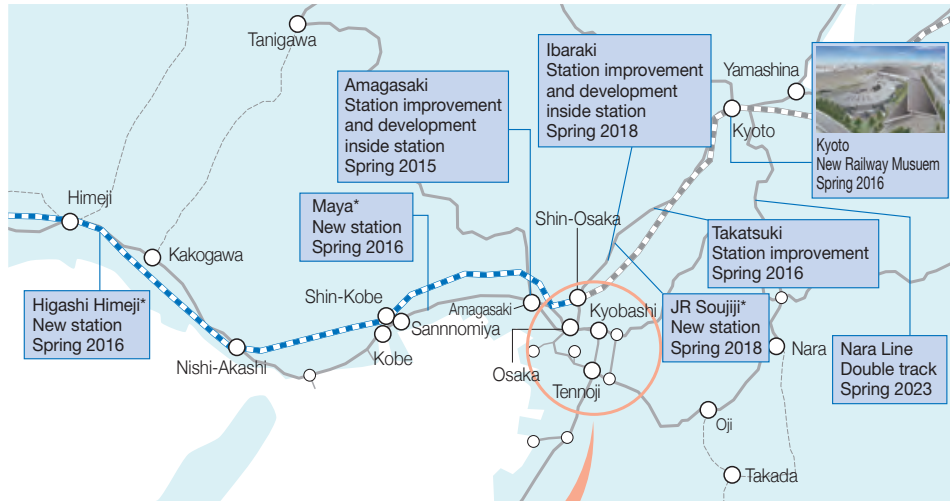 Tanigawa
Amagasaki
Station improvement
and development
inside station
Spring 2015
Ibaraki
Station improvement
and development
inside station
Spring 2018
Yamashina
Kyoto
Kyoto
New Railway Musuem
Spring 2016
Himeji
Kakogawa
Maya*
New station
Spring 2016
Shin-Osaka
Takatsuki
Station improvement
Spring 2016
Higashi Himeji*
New station
Spring 2016
Shin-Kobe
Sannnomiya
Kobe
Nishi-Akashi
Amagasaki
Kyobashi
Osaka
Tennoji
JR Soujiji*
New station
Spring 2018
Nara
Nara Line
Double track
Spring 2023
Oji
Takada